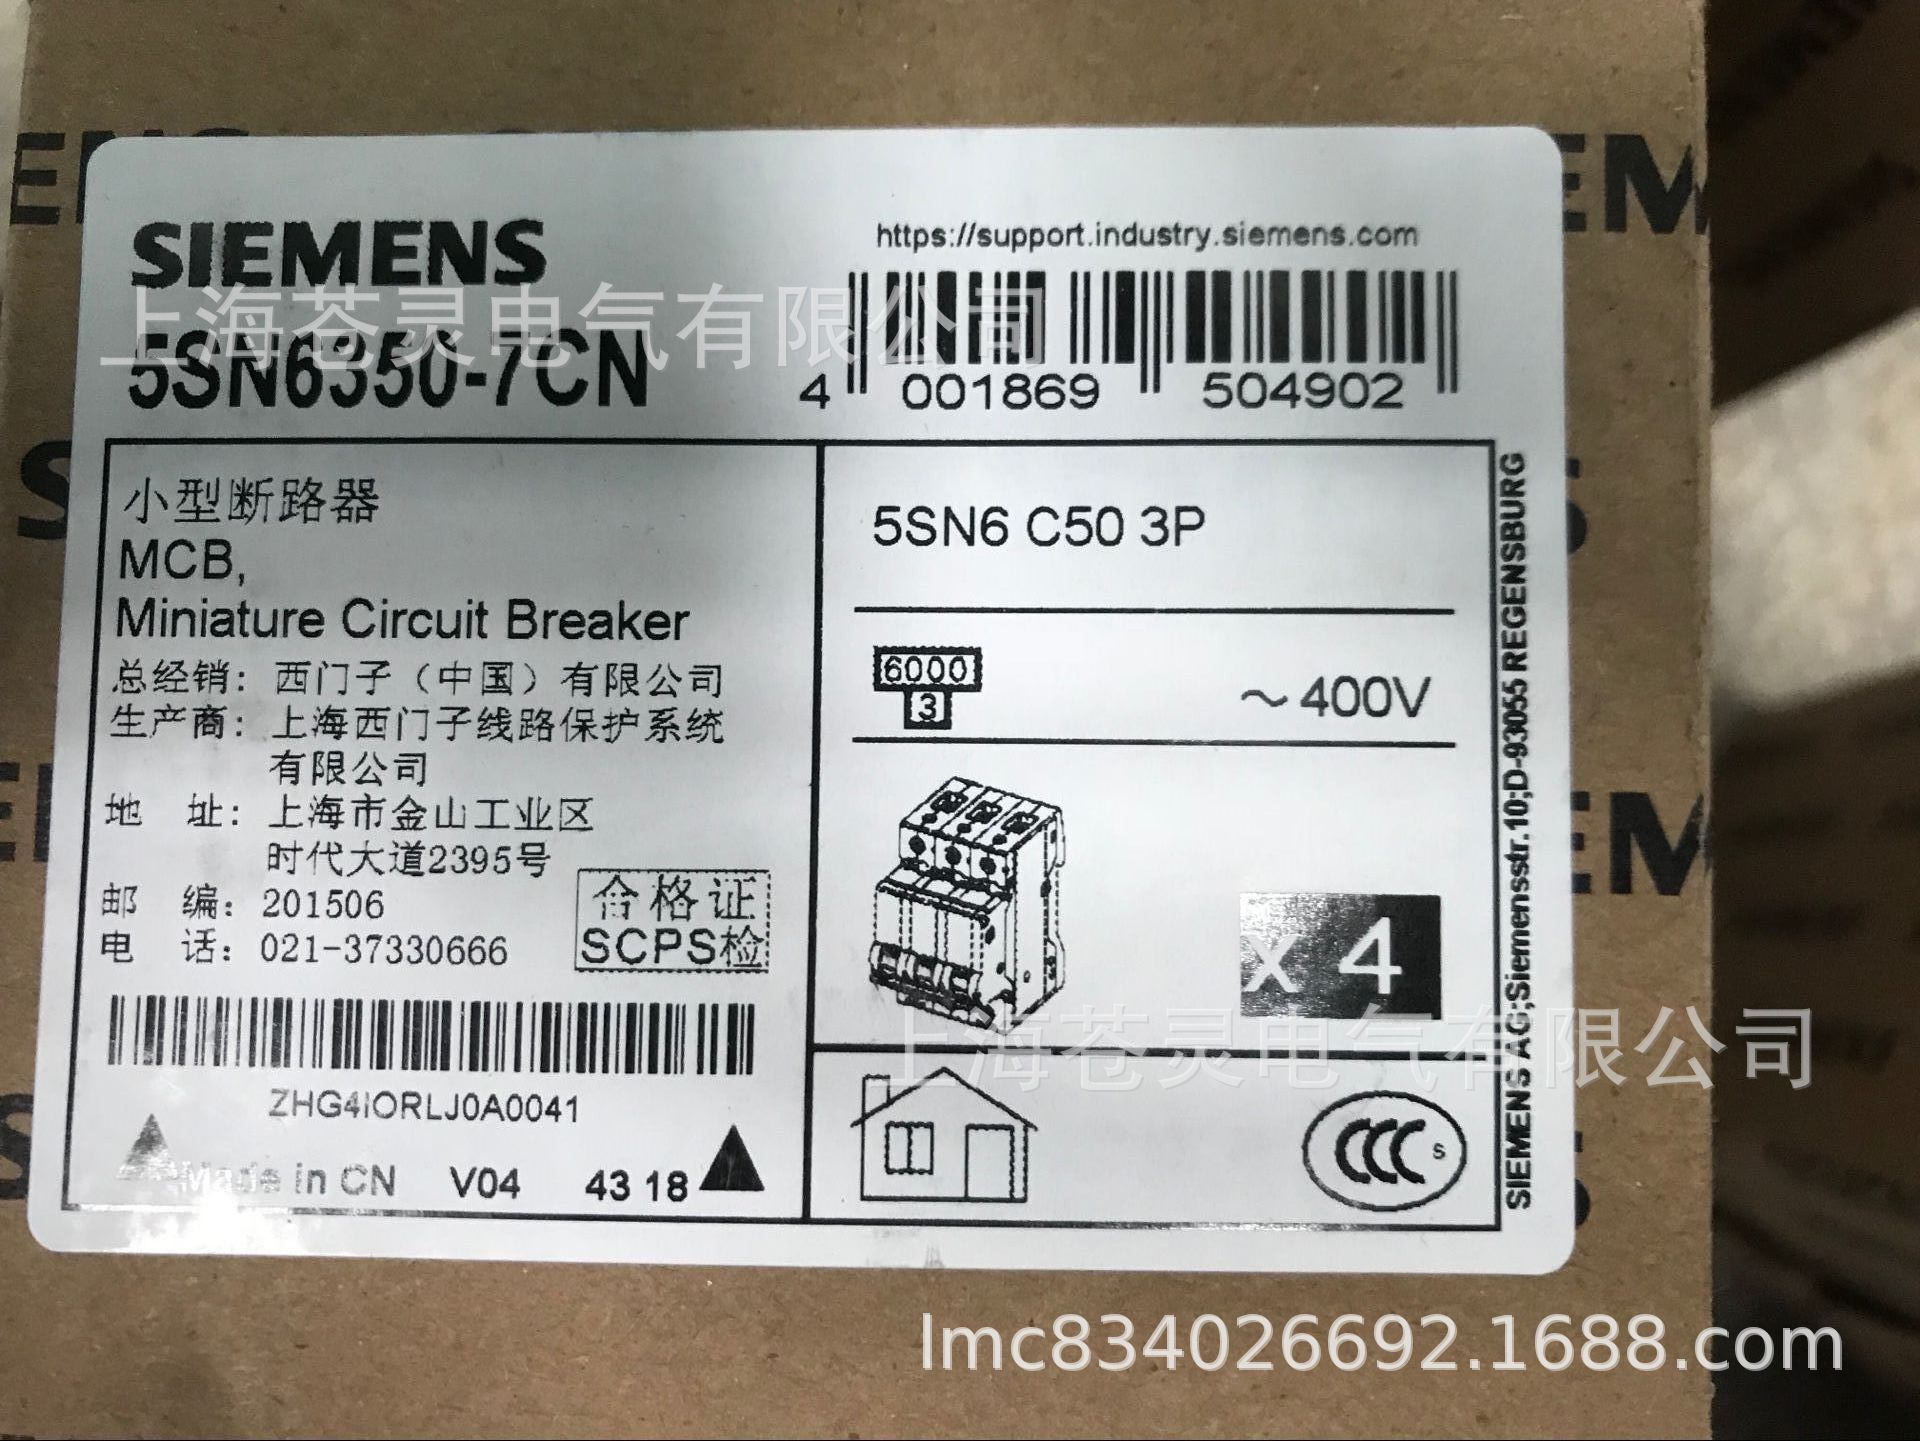 SIEMENS
5SN6350-7CN
https://support.industry.siemens.com
4 001869 504902
上海苍灵电气有限公司
小型断路器
MCB,
Miniature Circuit Breaker
总经销：西门子（中国）有限公司
生产商：上海西门子线路保护系统
有限公司
地 址：上海市金山工业区
时代大道2395号
邮 编：201506
电 话：021-37330666
合格证
SCPS检
ZHG4IORLJ0A0041
Made in CN V04 43 18
5SN6 C50 3P
6000
3
～400V
x 4
CCC S
SIEMENS AG;Siemensstr.10;D-93055 REGENSBURG
上海苍灵电气有限公司
lmc834026692.1688.com